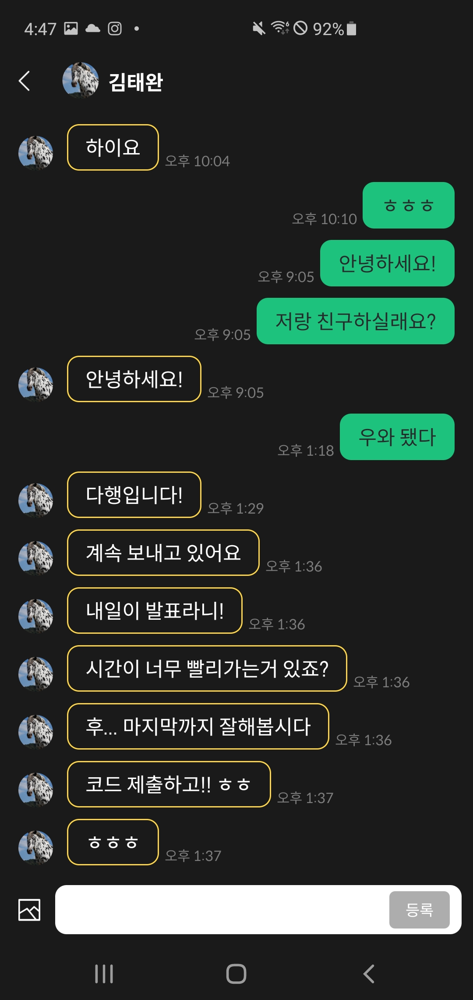 4:47
92%
김태완
하이요
오후 10:04
ㅎㅎㅎ
오후 10:10
안녕하세요!
오후 9:05
저랑 친구하실래요?
오후 9:05
안녕하세요!
오후 9:05
우와 됐다
오후 1:18
다행입니다!
오후 1:29
계속 보내고 있어요
오후 1:36
내일이 발표라니!
오후 1:36
시간이 너무 빨리가는거 있죠?
오후 1:36
후... 마지막까지 잘해봅시다
오후 1:36
코드 제출하고!! ㅎㅎ
오후 1:37
ㅎㅎㅎ
오후 1:37
등록